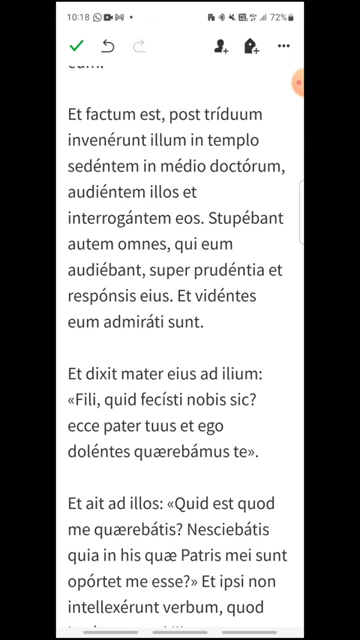 10:18
72%
eum.
Et factum est, post tríduum
invenérunt illum in templo
sedéntem in médio doctórum,
audiéntem illos et
interrogántem eos. Stupébant
autem omnes, qui eum
audiébant, super prudéntia et
respónsis eius. Et vidéntes
eum admiráti sunt.
Et dixit mater eius ad ilium:
«Fili, quid fecísti nobis sic?
ecce pater tuus et ego
doléntes quærebámus te».
Et ait ad illos: «Quid est quod
me quærebátis? Nesciebátis
quia in his quæ Patris mei sunt
opórtet me esse?» Et ipsi non
intellexérunt verbum, quod